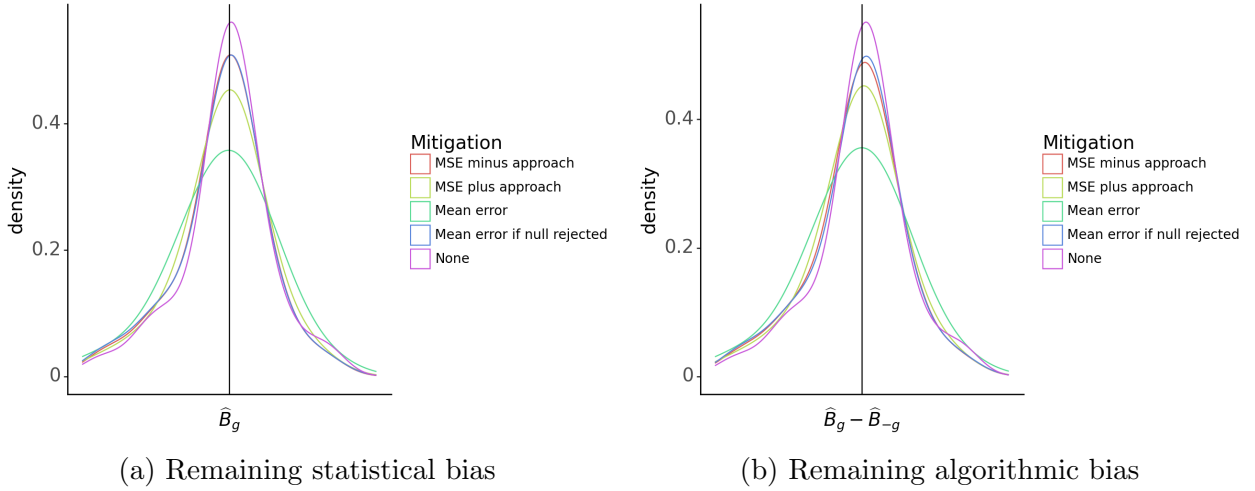 0.4
0.2
0
density
B̂g
Mitigation
MSE minus approach
MSE plus approach
Mean error
Mean error if null rejected
None
(a) Remaining statistical bias
0.4
0.2
0
density
B̂g − B̂−g
Mitigation
MSE minus approach
MSE plus approach
Mean error
Mean error if null rejected
None
(b) Remaining algorithmic bias